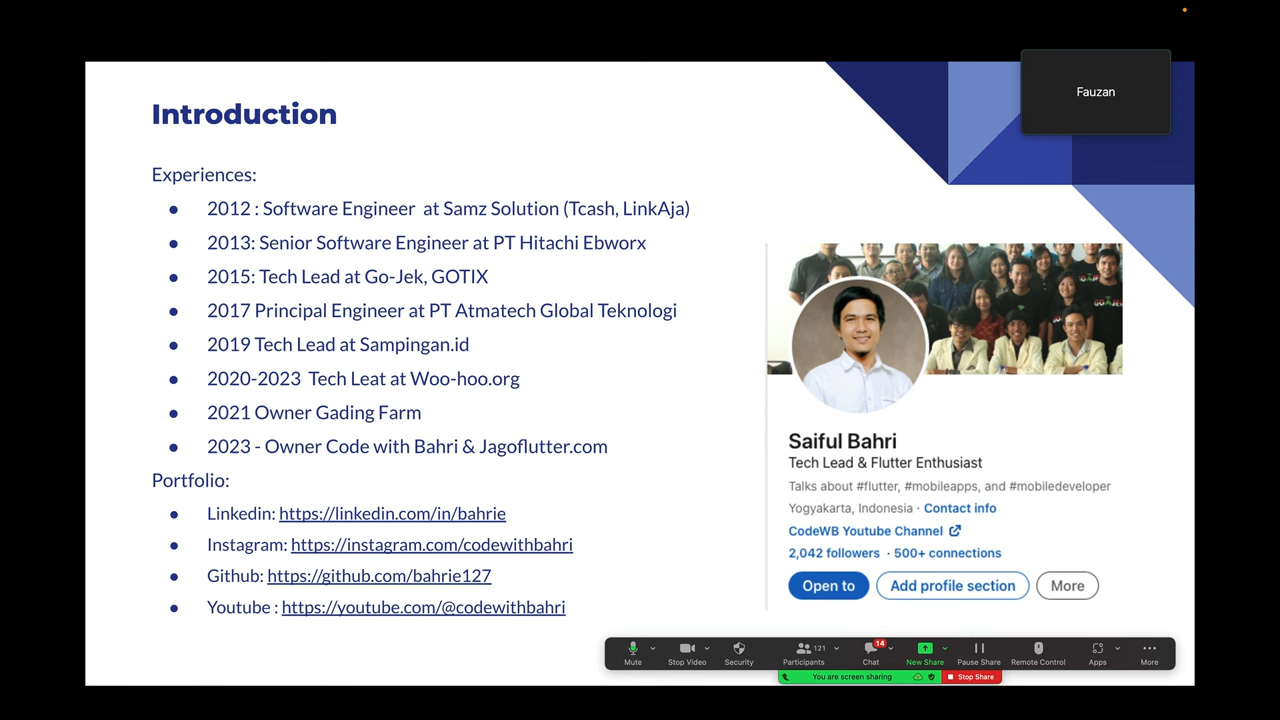 Fauzan
Introduction
Experiences:
● 2012 : Software Engineer at Samz Solution (Tcash, LinkAja)
● 2013: Senior Software Engineer at PT Hitachi Ebworx
● 2015: Tech Lead at Go-Jek, GOTIX
● 2017 Principal Engineer at PT Atmatech Global Teknologi
● 2019 Tech Lead at Sampingan.id
● 2020-2023 Tech Leat at Woo-hoo.org
● 2021 Owner Gading Farm
● 2023 - Owner Code with Bahri & Jagoflutter.com
Portfolio:
● Linkedin: https://linkedin.com/in/bahrie
● Instagram: https://instagram.com/codewithbahri
● Github: https://github.com/bahrie127
● Youtube : https://youtube.com/@codewithbahri
Saiful Bahri
Tech Lead & Flutter Enthusiast
Talks about #flutter, #mobileapps, and #mobiledeveloper
Yogyakarta, Indonesia · Contact info
CodeWB Youtube Channel
2,042 followers · 500+ connections
Open to Add profile section More
121 14
Mute Stop Video Security Participants Chat New Share Pause Share Remote Control Apps More
You are screen sharing Stop Share